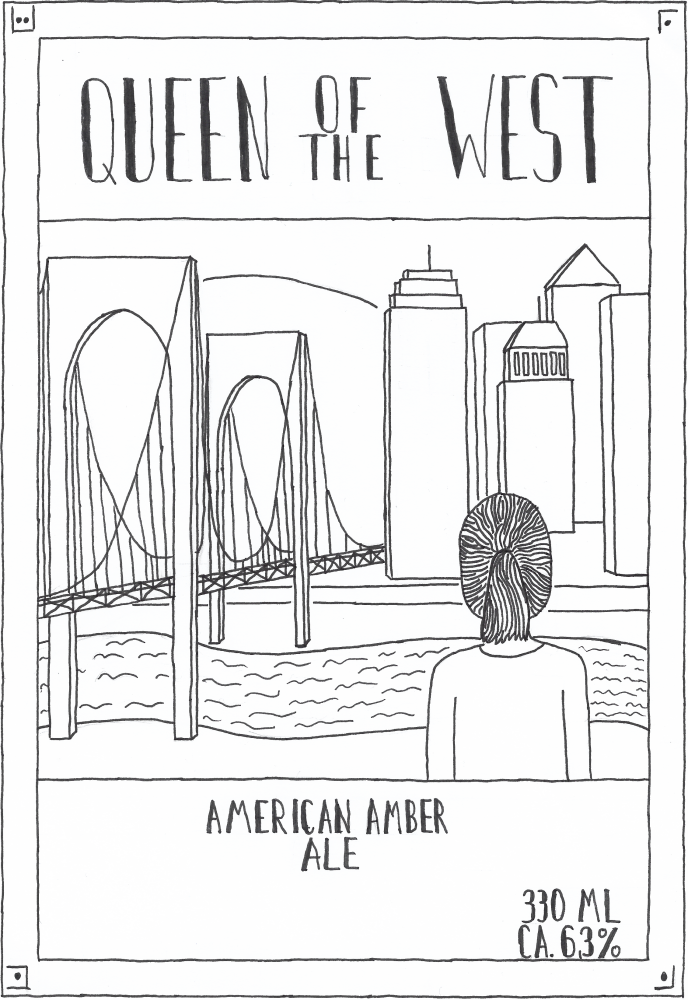 QUEEN OF THE WEST
AMERICAN AMBER
ALE
330 ML
CA. 6,3%